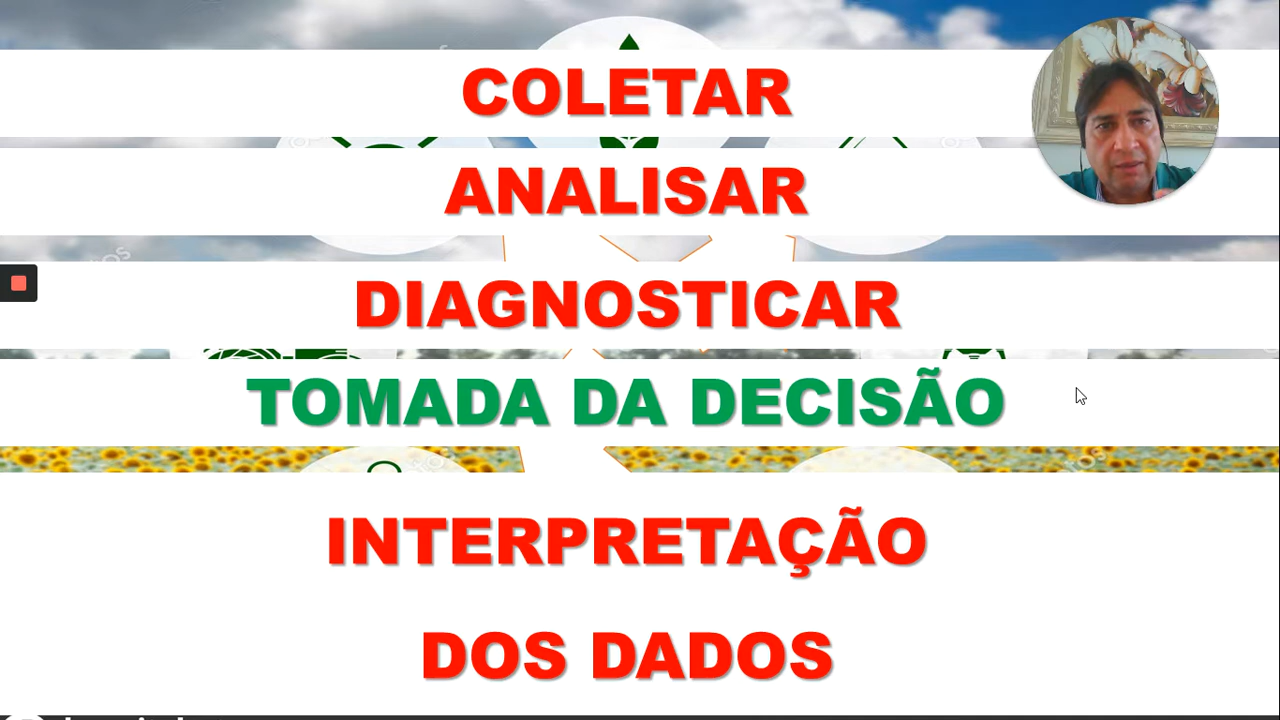 COLETAR
ANALISAR
DIAGNOSTICAR
TOMADA DA DECISÃO
INTERPRETAÇÃO
DOS DADOS